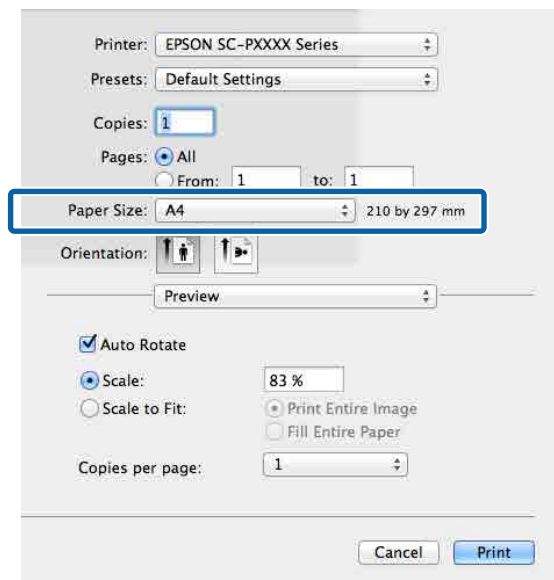 Printer: EPSON SC-PXXXX Series
Presets: Default Settings
Copies: 1
Pages: All
From: 1 to: 1
Paper Size: A4 210 by 297 mm
Orientation:
Preview
Auto Rotate
Scale: 83 %
Scale to Fit: Print Entire Image
Fill Entire Paper
Copies per page: 1
Cancel Print